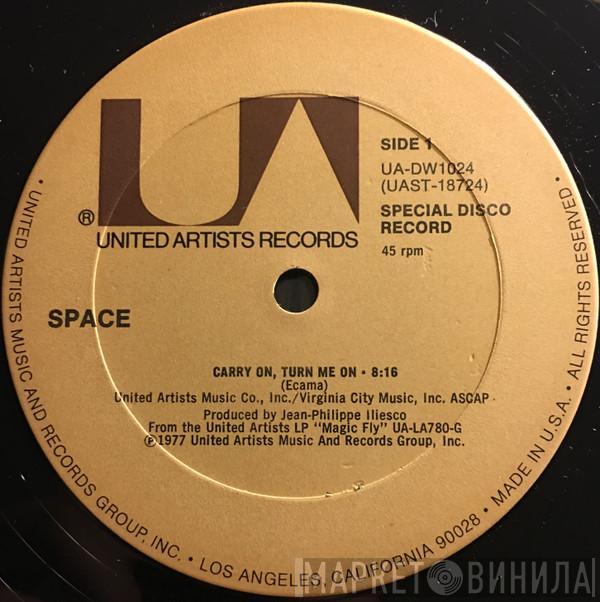 UA
®
UNITED ARTISTS RECORDS
SIDE 1
UA-DW1024
(UAST-18724)
SPECIAL DISCO
RECORD
45 rpm
SPACE
CARRY ON, TURN ME ON • 8:16
(Ecama)
United Artists Music Co., Inc./Virginia City Music, Inc. ASCAP
Produced by Jean-Philippe Iliesco
From the United Artists LP "Magic Fly" UA-LA780-G
℗1977 United Artists Music And Records Group, Inc.
• UNITED ARTISTS MUSIC AND RECORDS GROUP, INC. • LOS ANGELES, CALIFORNIA 90028 • MADE IN U.S.A. • ALL RIGHTS RESERVED •
МАРКЕТ ВИНИЛА